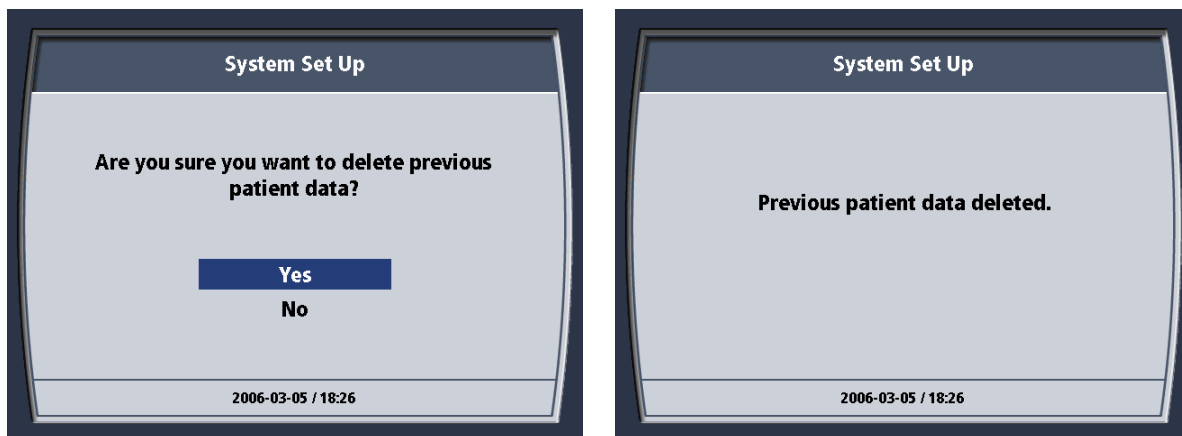 System Set Up
Are you sure you want to delete previous
patient data?
Yes
No
2006-03-05 / 18:26
System Set Up
Previous patient data deleted.
2006-03-05 / 18:26